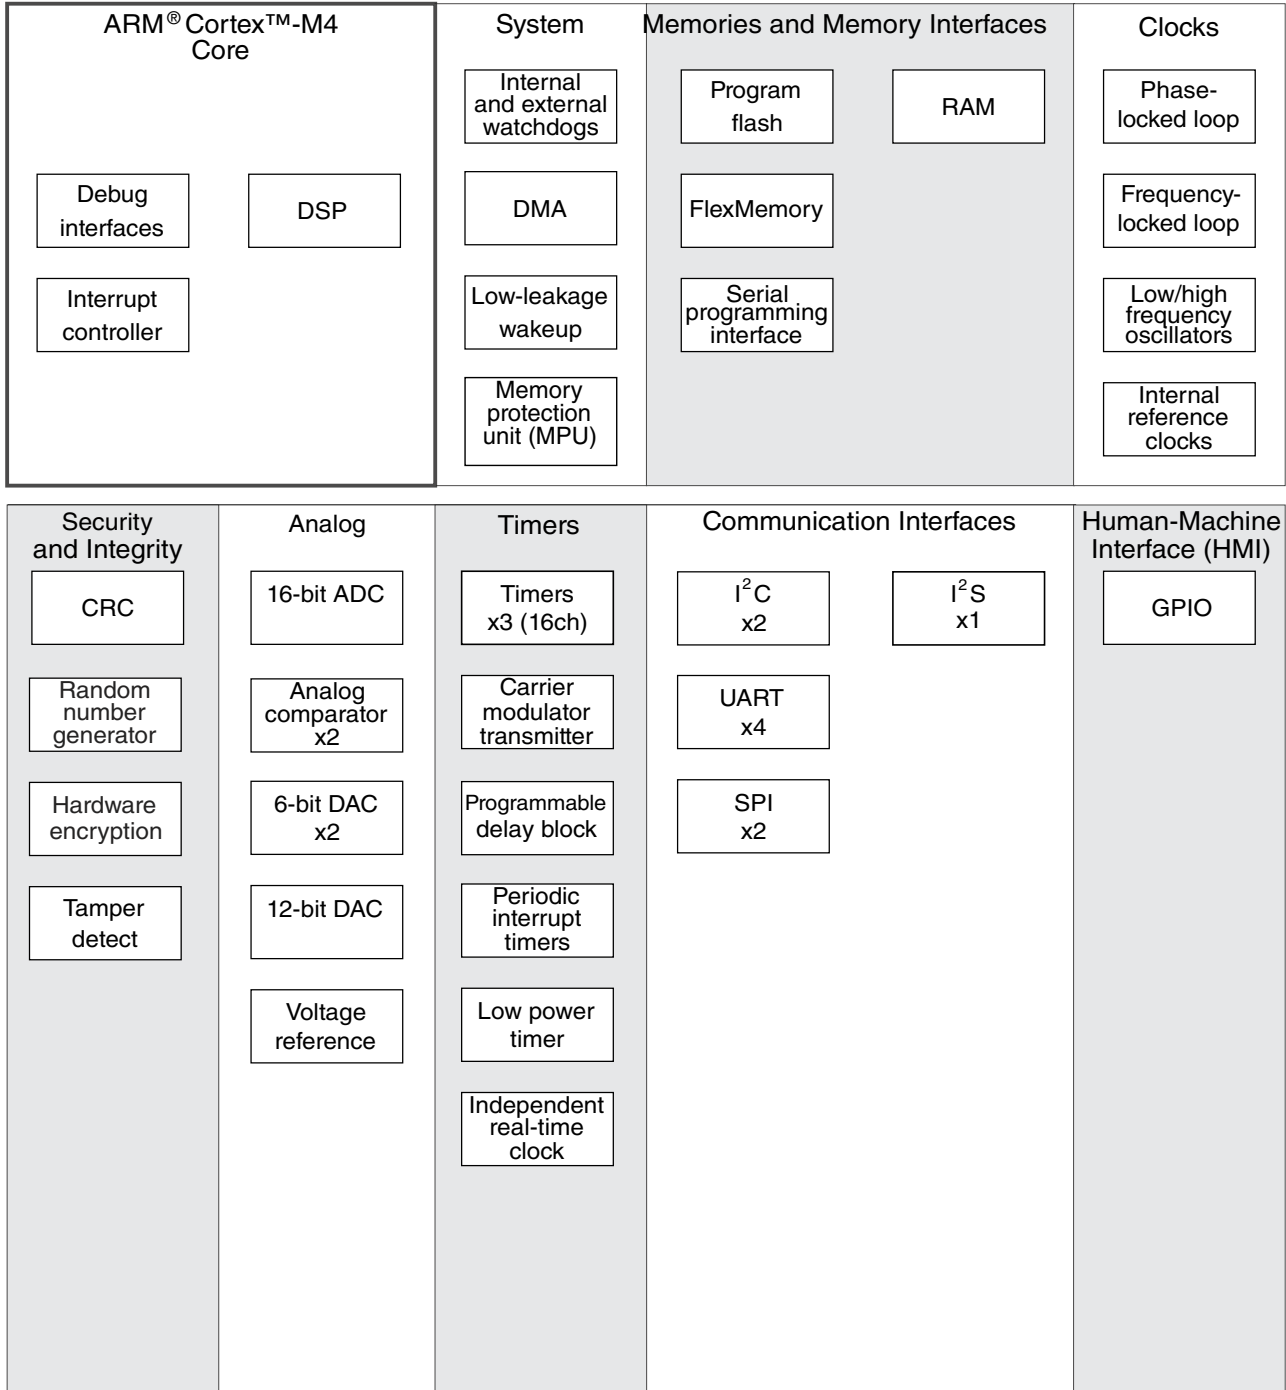 ARM® Cortex™-M4
Core
Debug
interfaces
DSP
Interrupt
controller
System
Internal
and external
watchdogs
DMA
Low-leakage
wakeup
Memory
protection
unit (MPU)
Memories and Memory Interfaces
Program
flash
RAM
FlexMemory
Serial
programming
interface
Clocks
Phase-
locked loop
Frequency-
locked loop
Low/high
frequency
oscillators
Internal
reference
clocks
Security
and Integrity
CRC
Random
number
generator
Hardware
encryption
Tamper
detect
Analog
16-bit ADC
Analog
comparator
x2
6-bit DAC
x2
12-bit DAC
Voltage
reference
Timers
Timers
x3 (16ch)
Carrier
modulator
transmitter
Programmable
delay block
Periodic
interrupt
timers
Low power
timer
Independent
real-time
clock
Communication Interfaces
I²C
x2
I²S
x1
UART
x4
SPI
x2
Human-Machine
Interface (HMI)
GPIO